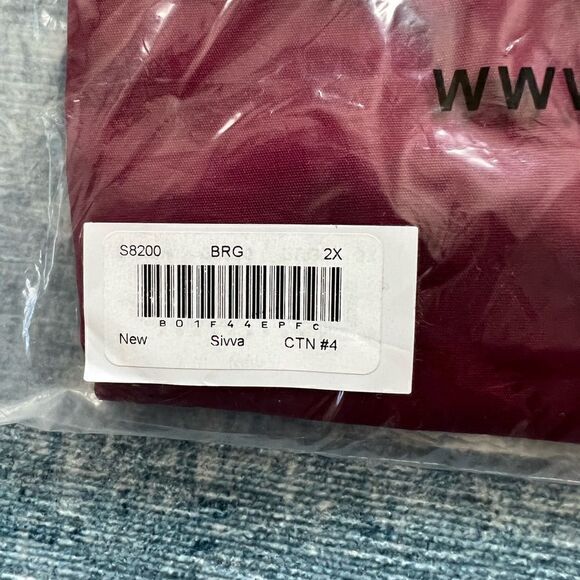 WWW
S8200 BRG 2X
B01F44EPFC
New Sivva CTN #4